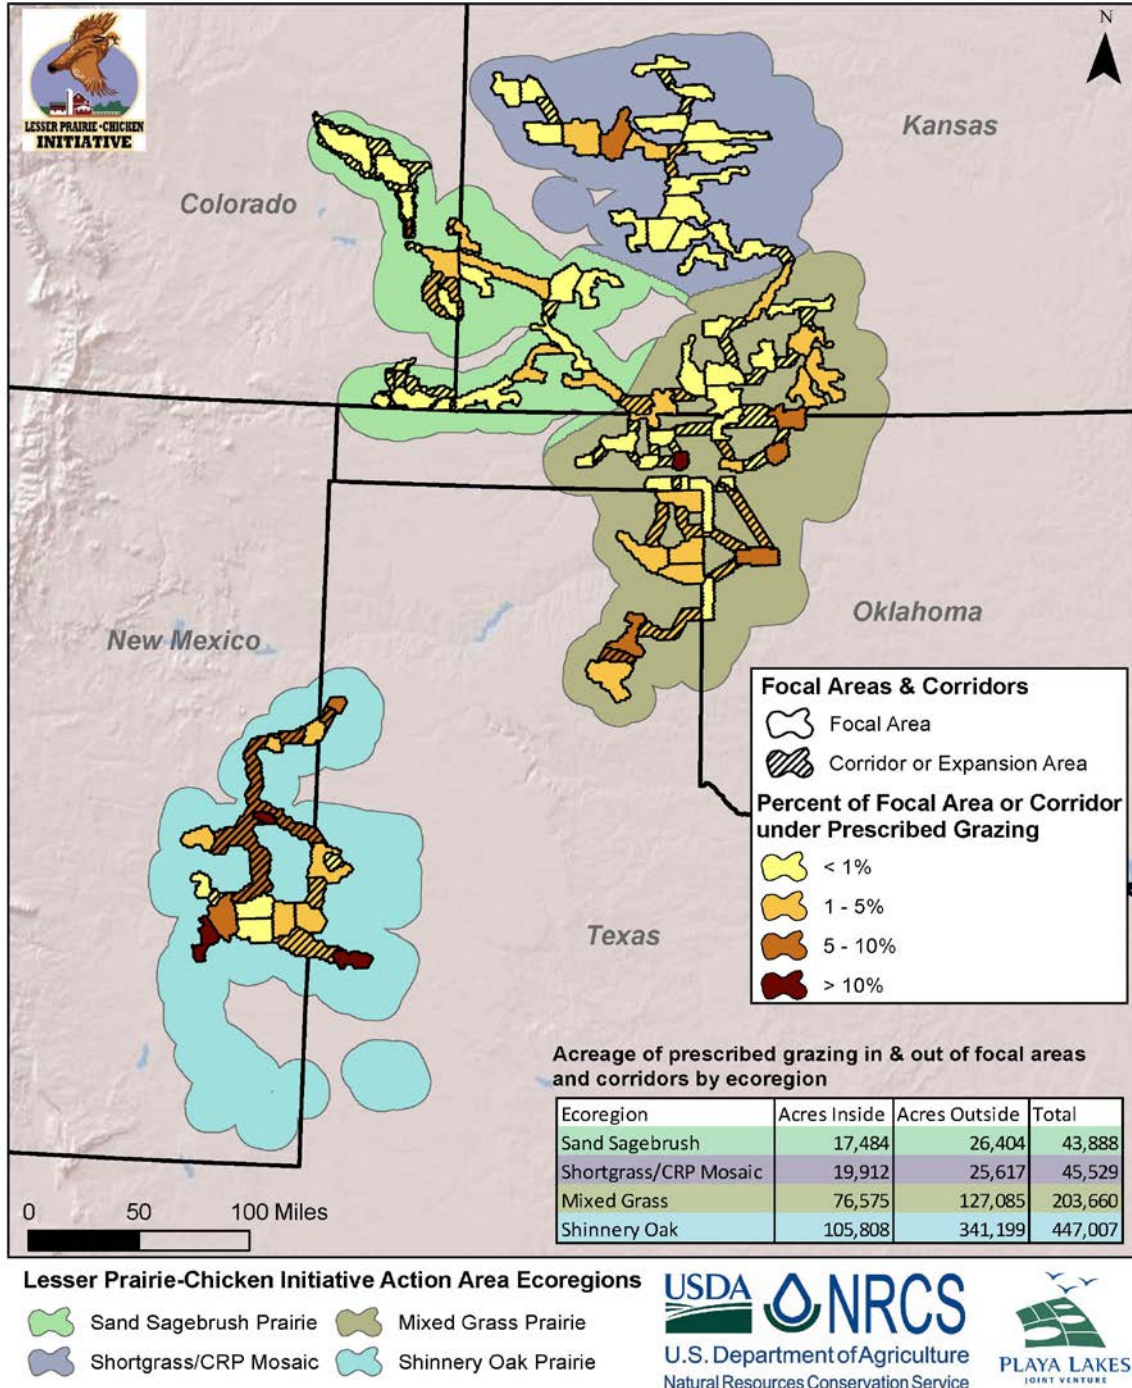 N
LESSER PRAIRIE-CHICKEN
INITIATIVE
Kansas
Colorado
New Mexico
Oklahoma
Texas
Focal Areas & Corridors
Focal Area
Corridor or Expansion Area
Percent of Focal Area or Corridor
under Prescribed Grazing
< 1%
1 - 5%
5 - 10%
> 10%
Acreage of prescribed grazing in & out of focal areas
and corridors by ecoregion
Ecoregion Acres Inside Acres Outside Total
Sand Sagebrush 17,484 26,404 43,888
Shortgrass/CRP Mosaic 19,912 25,617 45,529
Mixed Grass 76,575 127,085 203,660
Shinnery Oak 105,808 341,199 447,007
0 50 100 Miles
Lesser Prairie-Chicken Initiative Action Area Ecoregions
Sand Sagebrush Prairie Mixed Grass Prairie
Shortgrass/CRP Mosaic Shinnery Oak Prairie
USDA NRCS
U.S. Department of Agriculture
Natural Resources Conservation Service
PLAYA LAKES
JOINT VENTURE